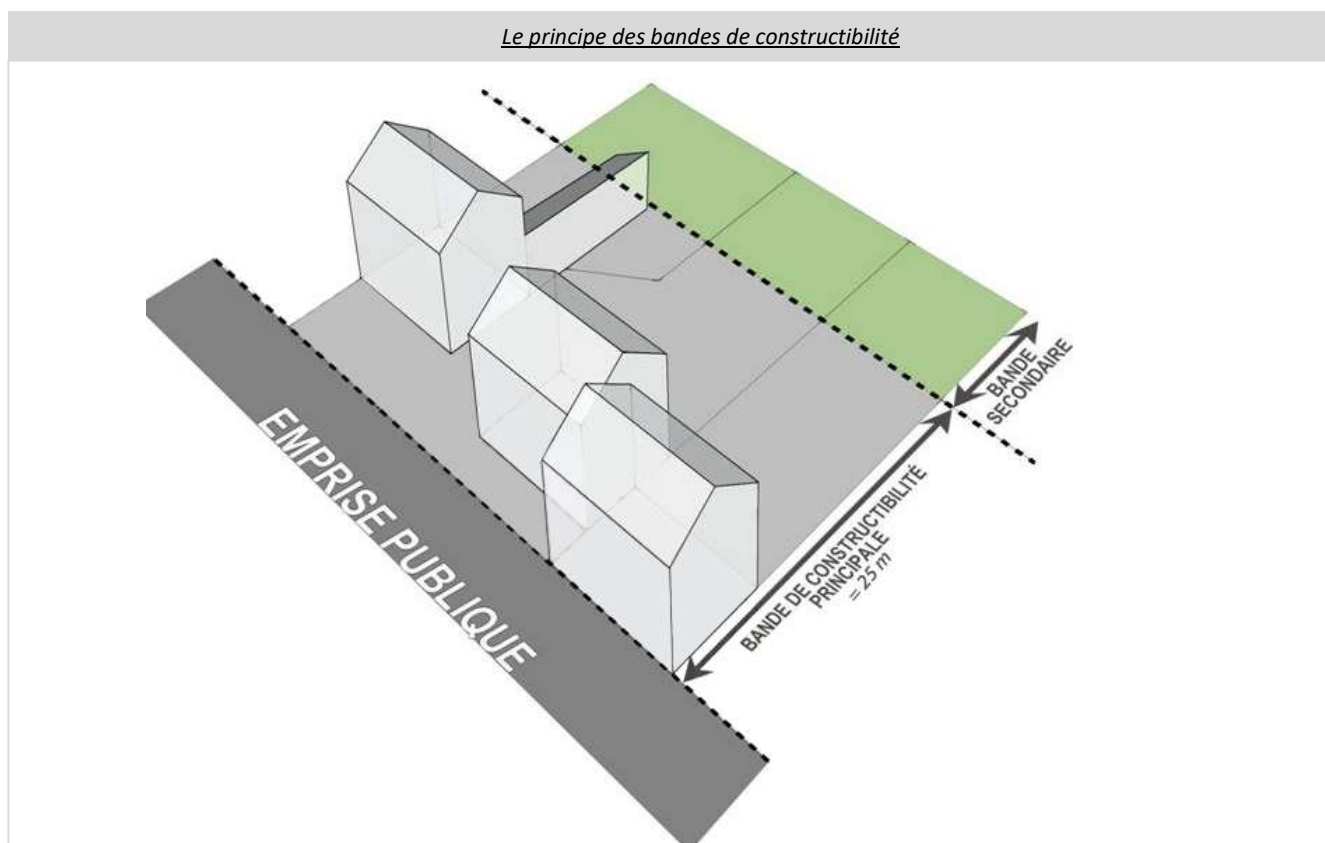 Le principe des bandes de constructibilité
EMPRISE PUBLIQUE
BANDE DE CONSTRUCTIBILITÉ
PRINCIPALE
= 25 m
BANDE
SECONDAIRE